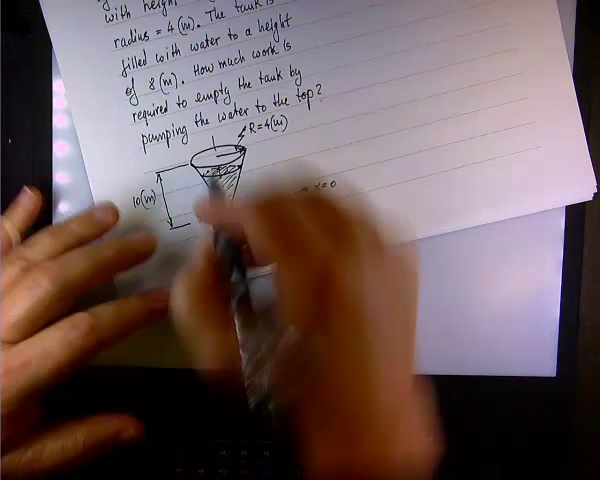 with height
radius = 4 (m). The tank is
filled with water to a height
of 8 (m). How much work is
required to empty the tank by
pumping the water to the top?
R=4(m)
10(m)
X=0